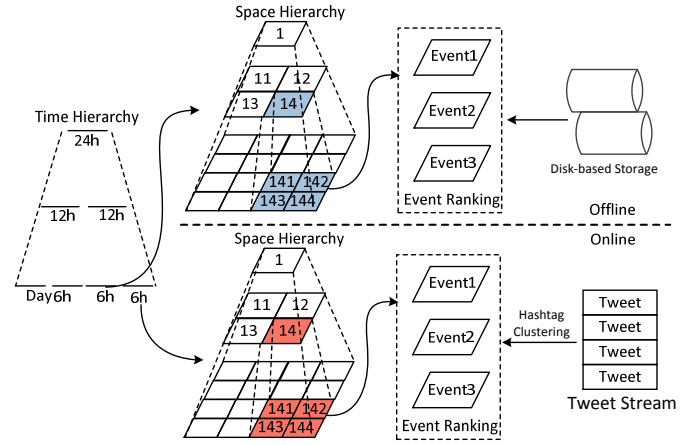 Space Hierarchy
1
11 12
13 14
141 142
143 144
Event1
Event2
Event3
Event Ranking
Disk-based Storage
Time Hierarchy
24h
12h 12h
Day 6h 6h 6h
Offline
Online
Space Hierarchy
1
11 12
13 14
141 142
143 144
Event1
Event2
Event3
Event Ranking
Hashtag
Clustering
Tweet
Tweet
Tweet
Tweet
Tweet Stream